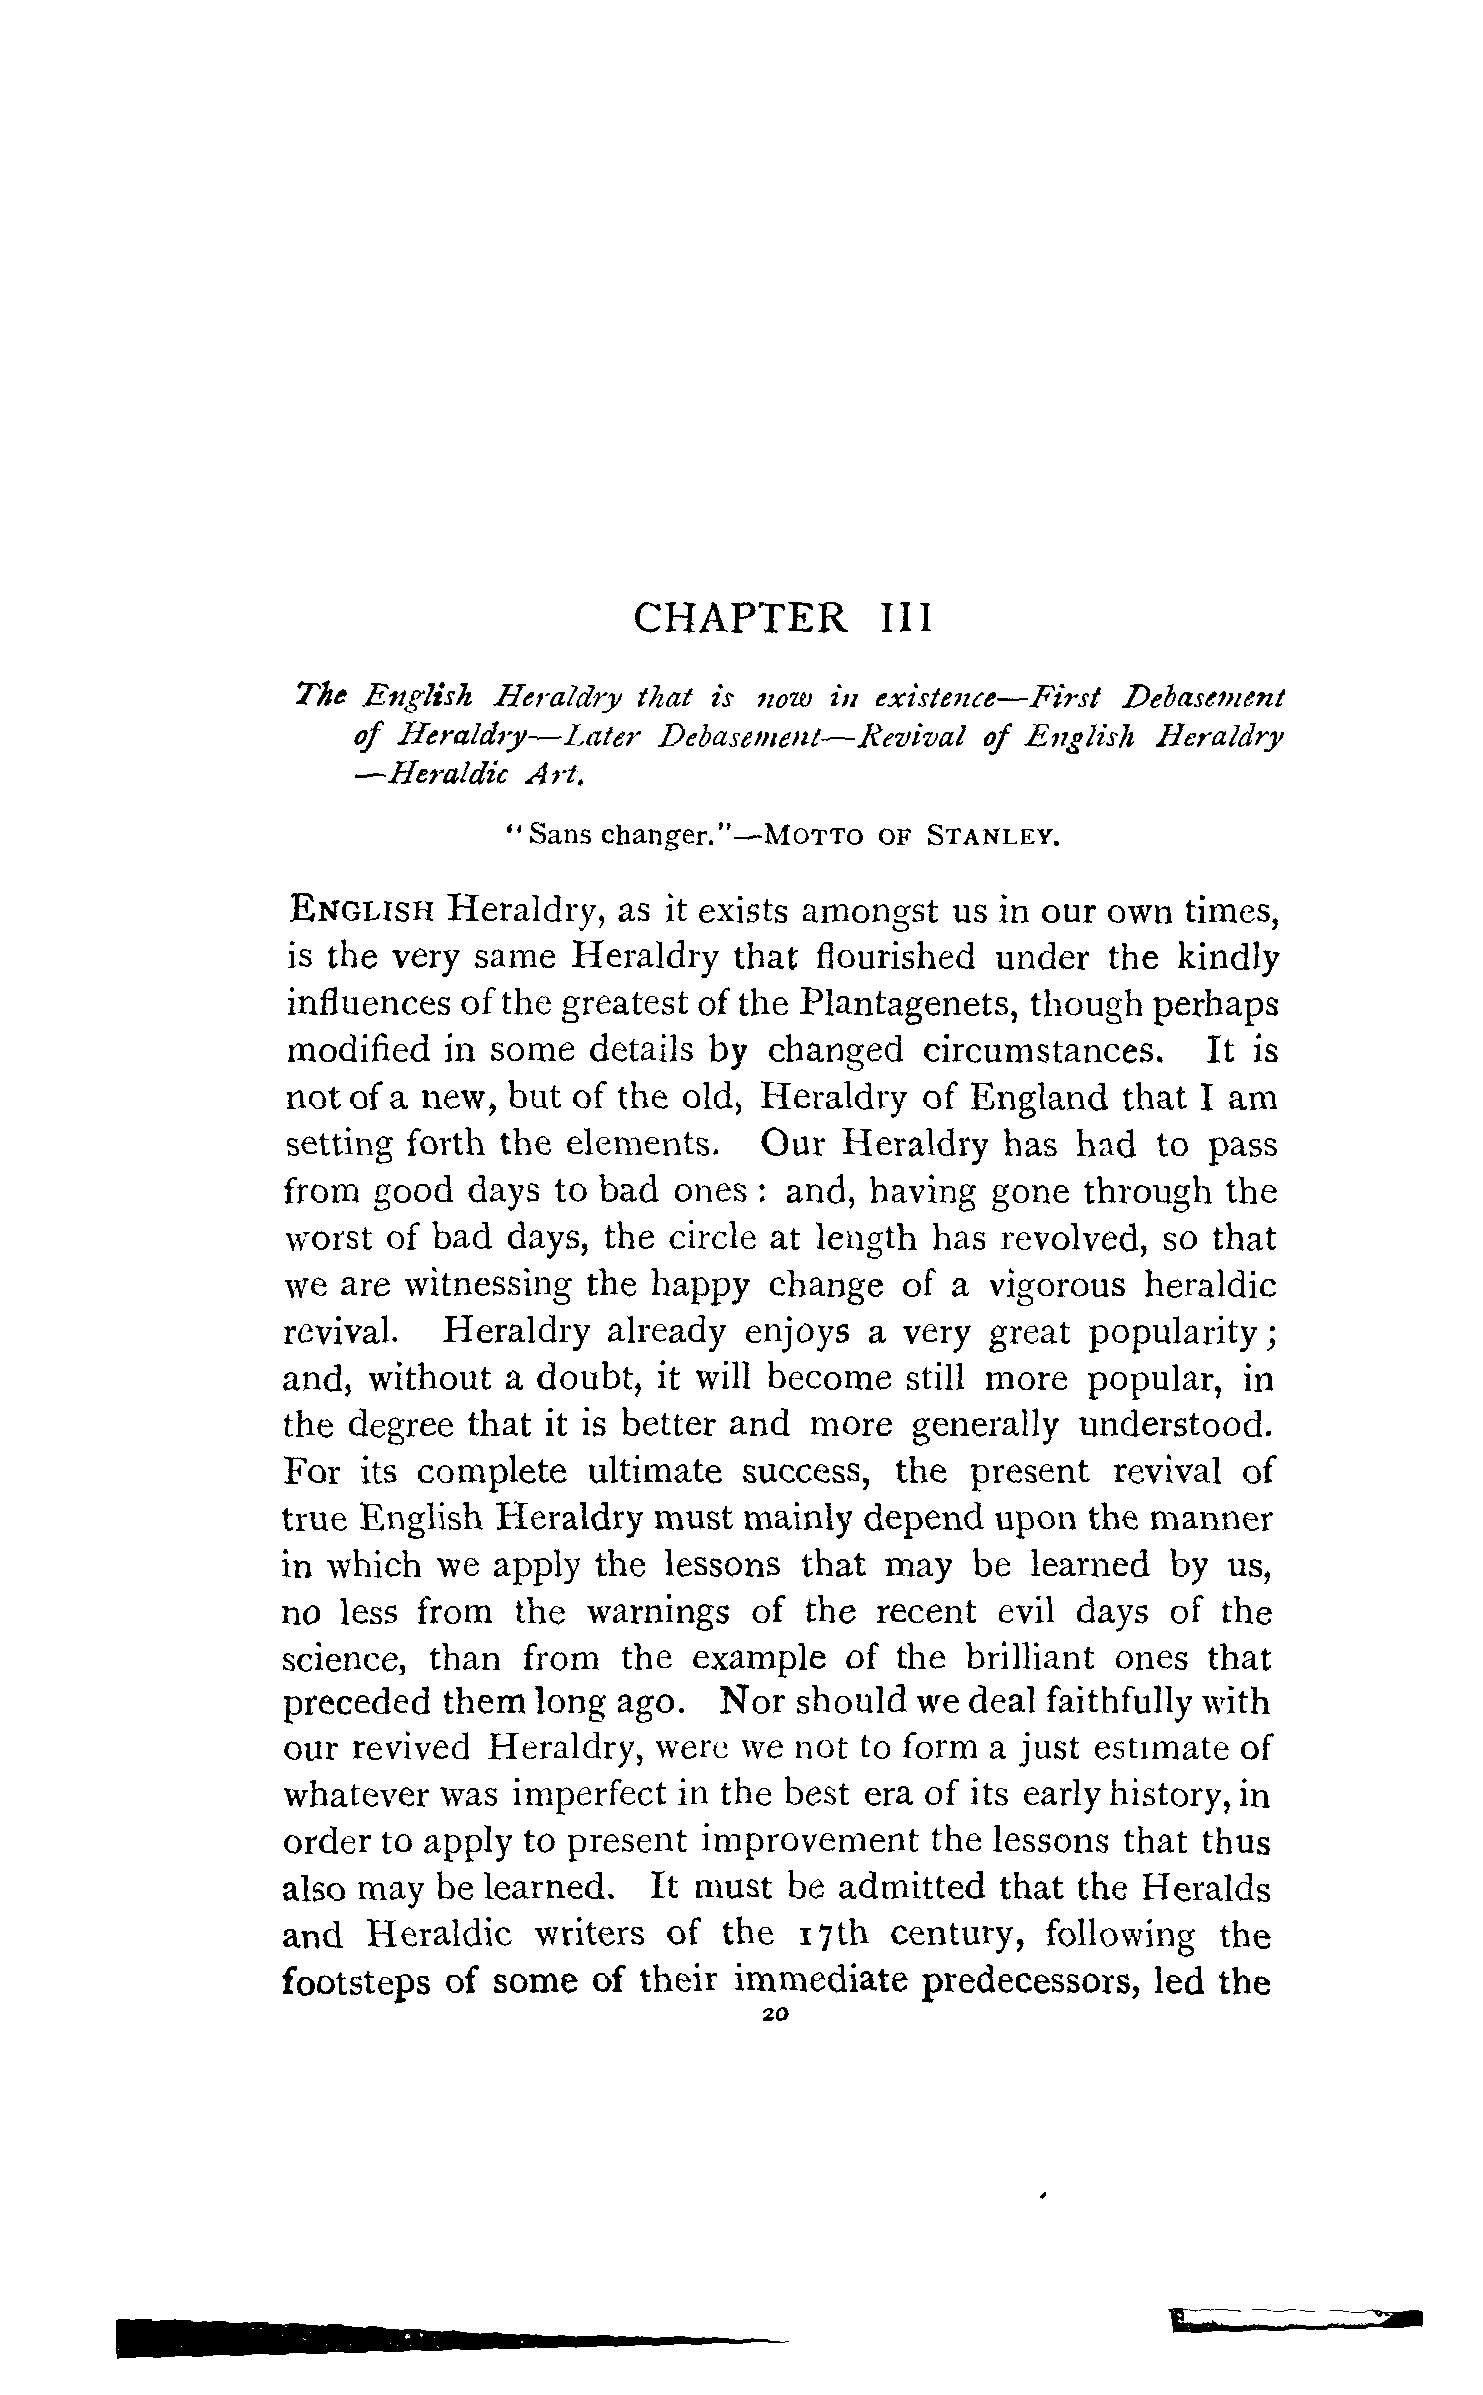 CHAPTER III
The English Heraldry that is now in existence—First Debasement
of Heraldry—Later Debasement—Revival of English Heraldry
—Heraldic Art.
“Sans changer.”—MOTTO OF STANLEY.
ENGLISH Heraldry, as it exists amongst us in our own times,
is the very same Heraldry that flourished under the kindly
influences of the greatest of the Plantagenets, though perhaps
modified in some details by changed circumstances. It is
not of a new, but of the old, Heraldry of England that I am
setting forth the elements. Our Heraldry has had to pass
from good days to bad ones : and, having gone through the
worst of bad days, the circle at length has revolved, so that
we are witnessing the happy change of a vigorous heraldic
revival. Heraldry already enjoys a very great popularity ;
and, without a doubt, it will become still more popular, in
the degree that it is better and more generally understood.
For its complete ultimate success, the present revival of
true English Heraldry must mainly depend upon the manner
in which we apply the lessons that may be learned by us,
no less from the warnings of the recent evil days of the
science, than from the example of the brilliant ones that
preceded them long ago. Nor should we deal faithfully with
our revived Heraldry, were we not to form a just estimate of
whatever was imperfect in the best era of its early history, in
order to apply to present improvement the lessons that thus
also may be learned. It must be admitted that the Heralds
and Heraldic writers of the 17th century, following the
footsteps of some of their immediate predecessors, led the
20